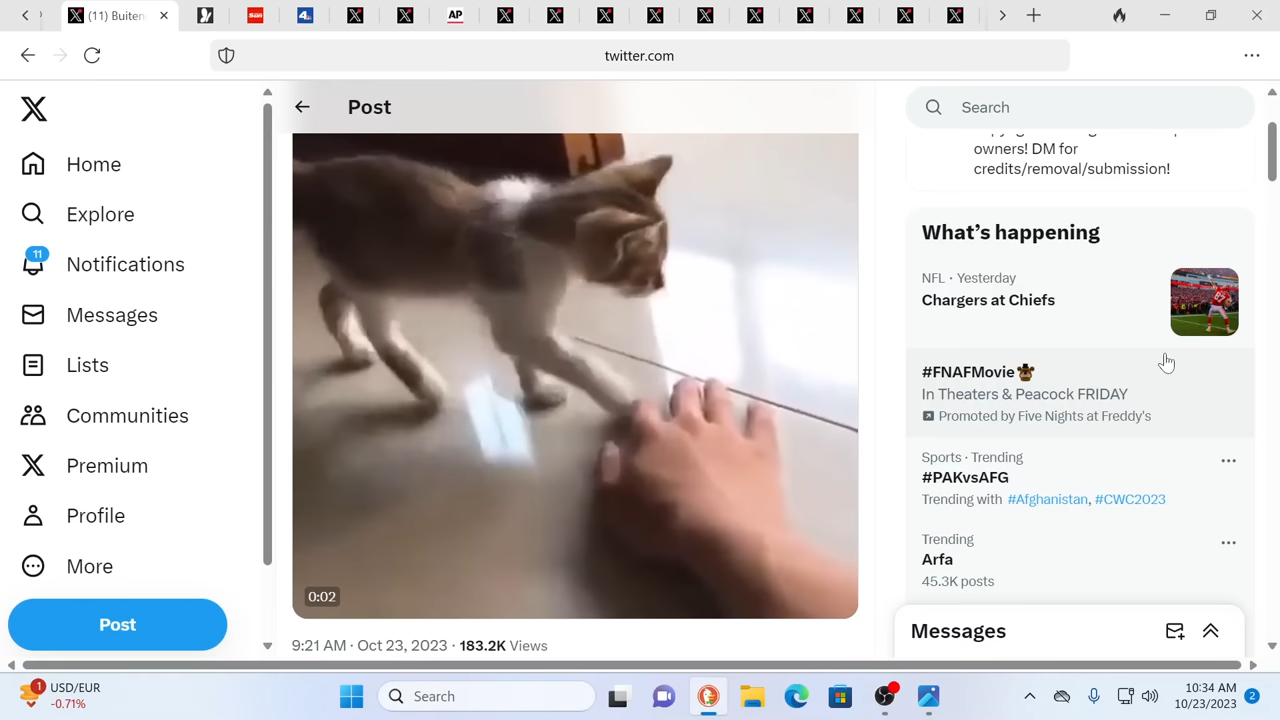 (11) Buiten
twitter.com
Post
Search
Home
Explore
11
Notifications
Messages
Lists
Communities
Premium
Profile
More
Post
0:02
9:21 AM · Oct 23, 2023 · 183.2K Views
owners! DM for
credits/removal/submission!
What's happening
NFL · Yesterday
Chargers at Chiefs
#FNAFMovie
In Theaters & Peacock FRIDAY
Promoted by Five Nights at Freddy's
Sports · Trending
#PAKvsAFG
Trending with #Afghanistan, #CWC2023
Trending
Arfa
45.3K posts
Messages
1
USD/EUR
-0.71%
Search
10:34 AM
10/23/2023
2